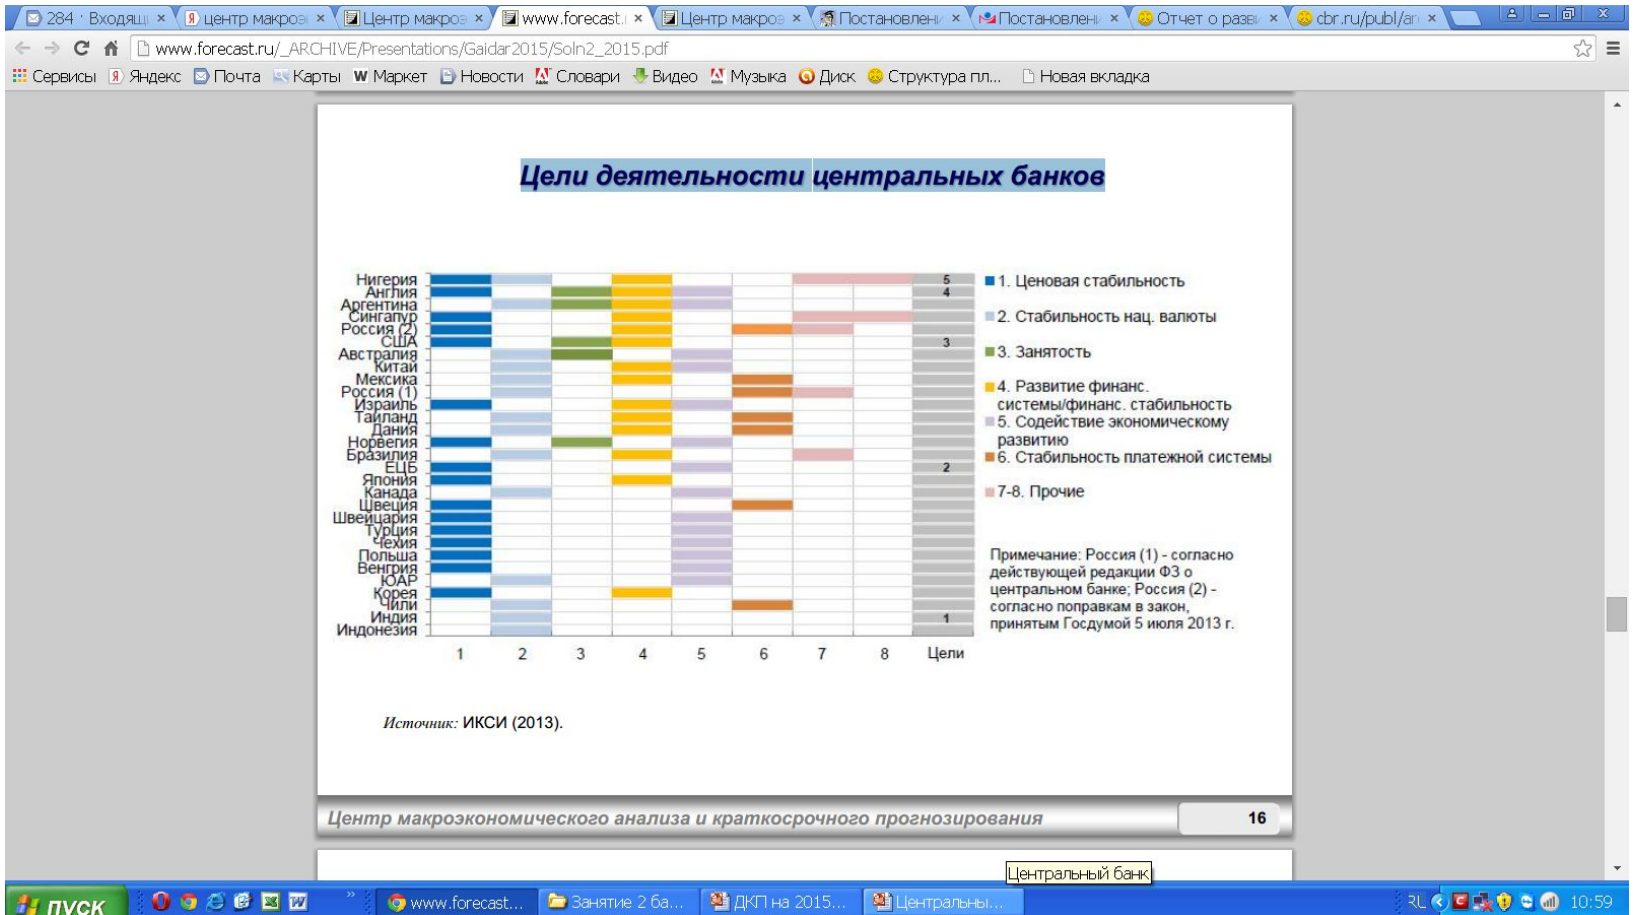 284 · Входящ
центр макроэ
Центр макроэ
www.forecast.
Центр макроэ
Постановлени
Постановлени
Отчет о разви
cbr.ru/publ/ar
www.forecast.ru/_ARCHIVE/Presentations/Gaidar2015/Soln2_2015.pdf
Сервисы Яндекс Почта Карты Маркет Новости Словари Видео Музыка Диск Структура пл... Новая вкладка
Цели деятельности центральных банков
Нигерия 5
Англия 4
Аргентина
Сингапур
Россия (2)
США 3
Австралия
Китай
Мексика
Россия (1)
Израиль
Тайланд
Дания
Норвегия
Бразилия
ЕЦБ 2
Япония
Канада
Швеция
Швейцария
Турция
Чехия
Польша
Венгрия
ЮАР
Корея
Чили
Индия 1
Индонезия
1 2 3 4 5 6 7 8 Цели
1. Ценовая стабильность
2. Стабильность нац. валюты
3. Занятость
4. Развитие финанс.
системы/финанс. стабильность
5. Содействие экономическому
развитию
6. Стабильность платежной системы
7-8. Прочие
Примечание: Россия (1) - согласно
действующей редакции ФЗ о
центральном банке; Россия (2) -
согласно поправкам в закон,
принятым Госдумой 5 июля 2013 г.
Источник: ИКСИ (2013).
Центр макроэкономического анализа и краткосрочного прогнозирования 16
Центральный банк
пуск
www.forecast...
Занятие 2 ба...
ДКП на 2015...
Центральны...
10:59